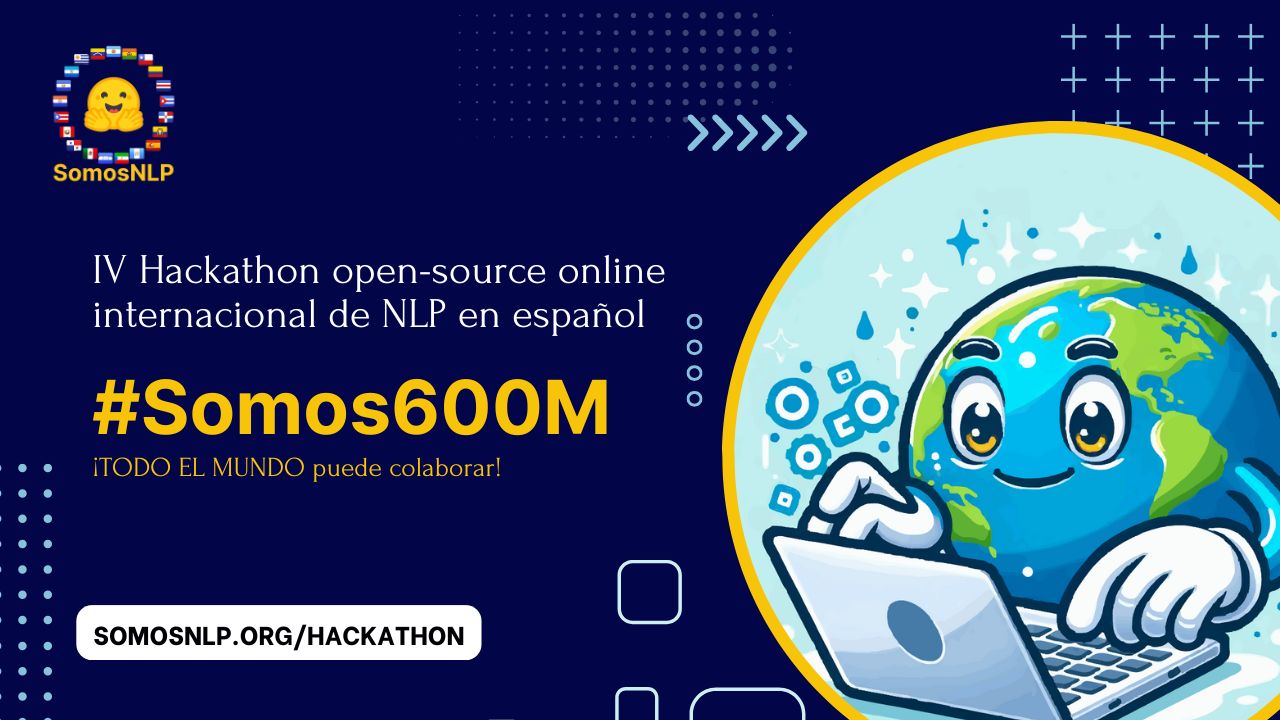 SomosNLP
IV Hackathon open-source online
internacional de NLP en español
#Somos600M
¡TODO EL MUNDO puede colaborar!
SOMOSNLP.ORG/HACKATHON